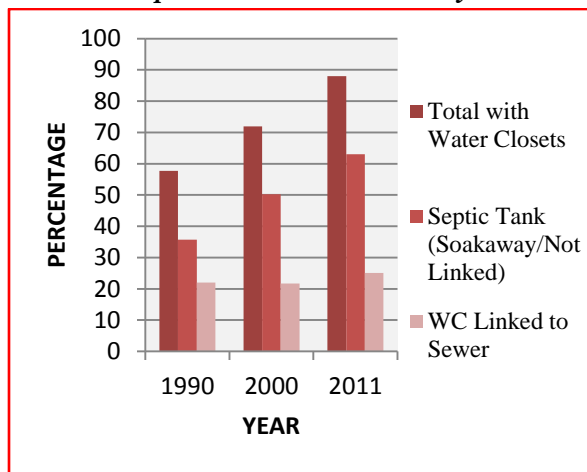 100
90
80
70
60
50
40
30
20
10
0
PERCENTAGE
1990 2000 2011
YEAR
Total with
Water Closets
Septic Tank
(Soakaway/Not
Linked)
WC Linked to
Sewer